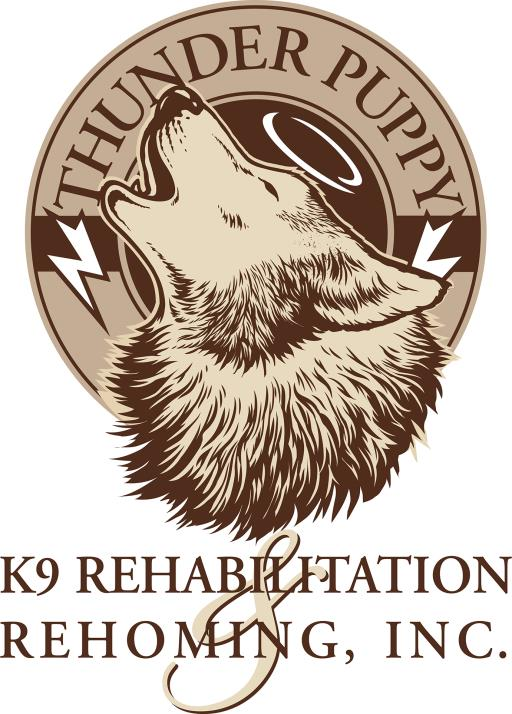 THUNDER PUPPY
K9 REHABILITATION
&
REHOMING, INC.